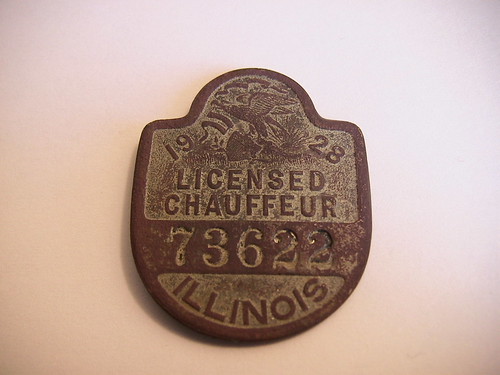 1928
LICENSED
CHAUFFEUR
73622
ILLINOIS